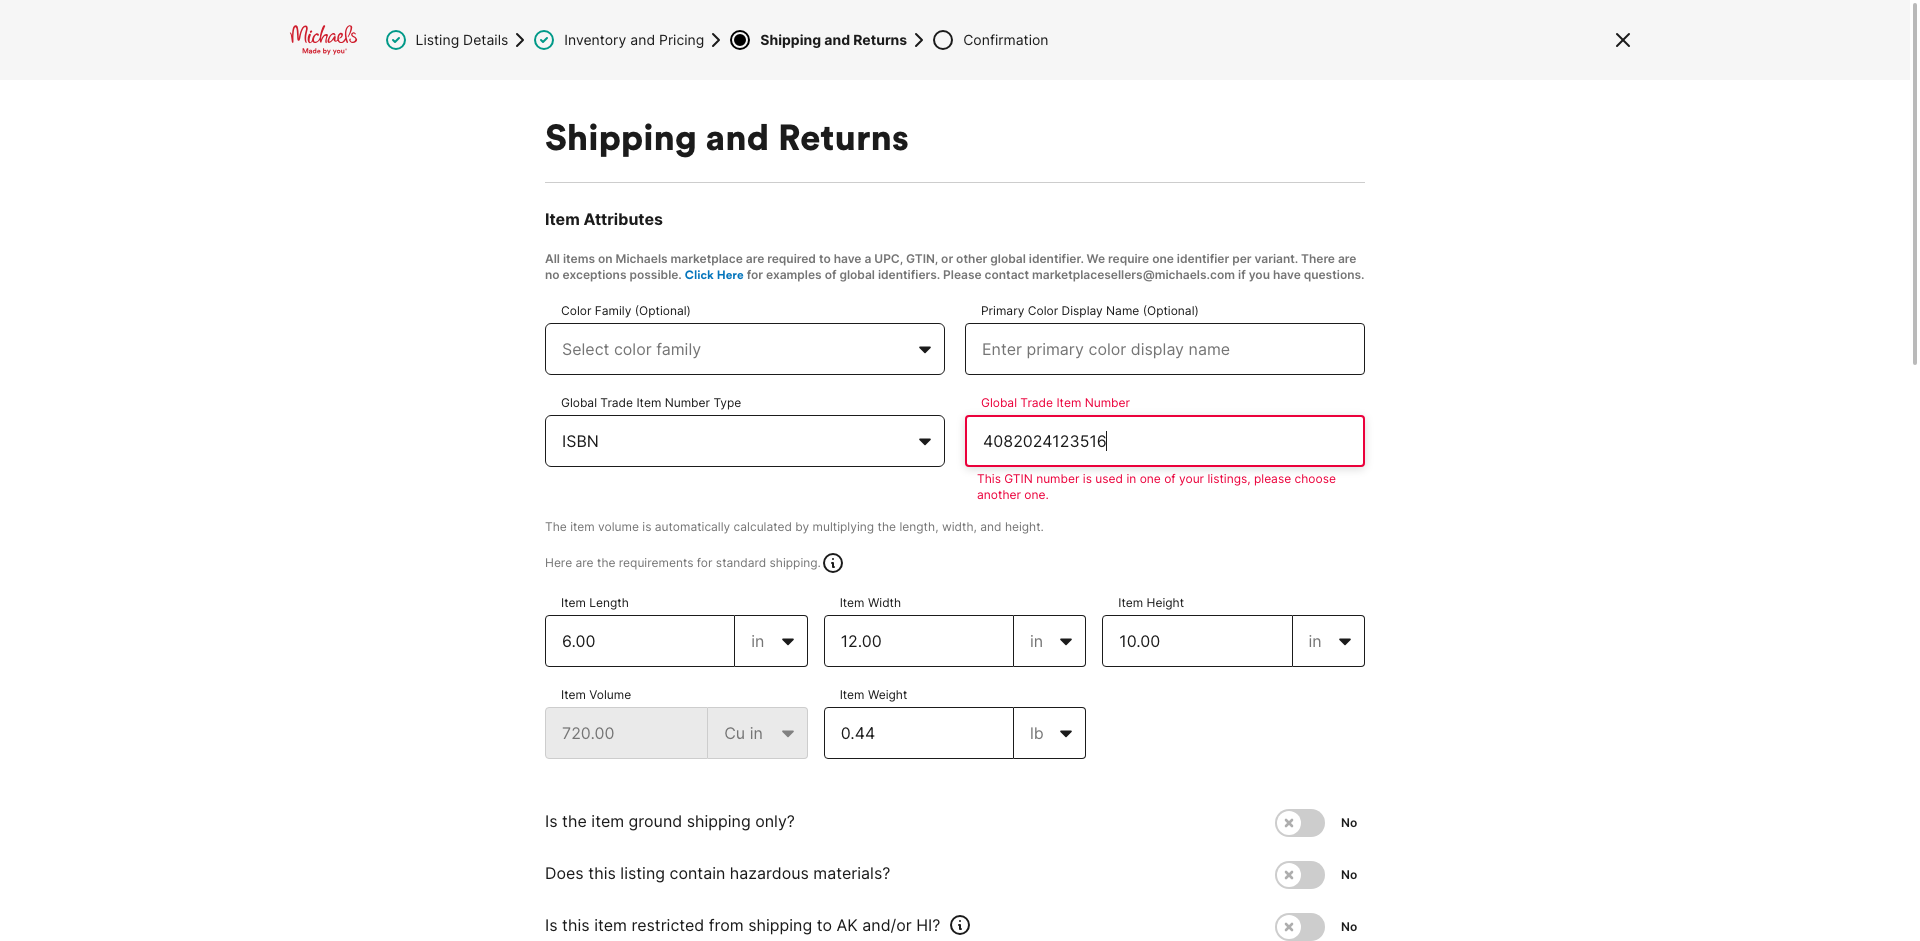 Michaels
Made by you
Listing Details
Inventory and Pricing
Shipping and Returns
Confirmation
Shipping and Returns
Item Attributes
All items on Michaels marketplace are required to have a UPC, GTIN, or other global identifier. We require one identifier per variant. There are
no exceptions possible. Click Here for examples of global identifiers. Please contact marketplacesellers@michaels.com if you have questions.
Color Family (Optional)
Primary Color Display Name (Optional)
Select color family
Enter primary color display name
Global Trade Item Number Type
Global Trade Item Number
ISBN
4082024123516
This GTIN number is used in one of your listings, please choose
another one.
The item volume is automatically calculated by multiplying the length, width, and height.
Here are the requirements for standard shipping.
Item Length
Item Width
Item Height
6.00 in
12.00 in
10.00 in
Item Volume
Item Weight
720.00 Cu in
0.44 lb
Is the item ground shipping only?
No
Does this listing contain hazardous materials?
No
Is this item restricted from shipping to AK and/or HI?
No